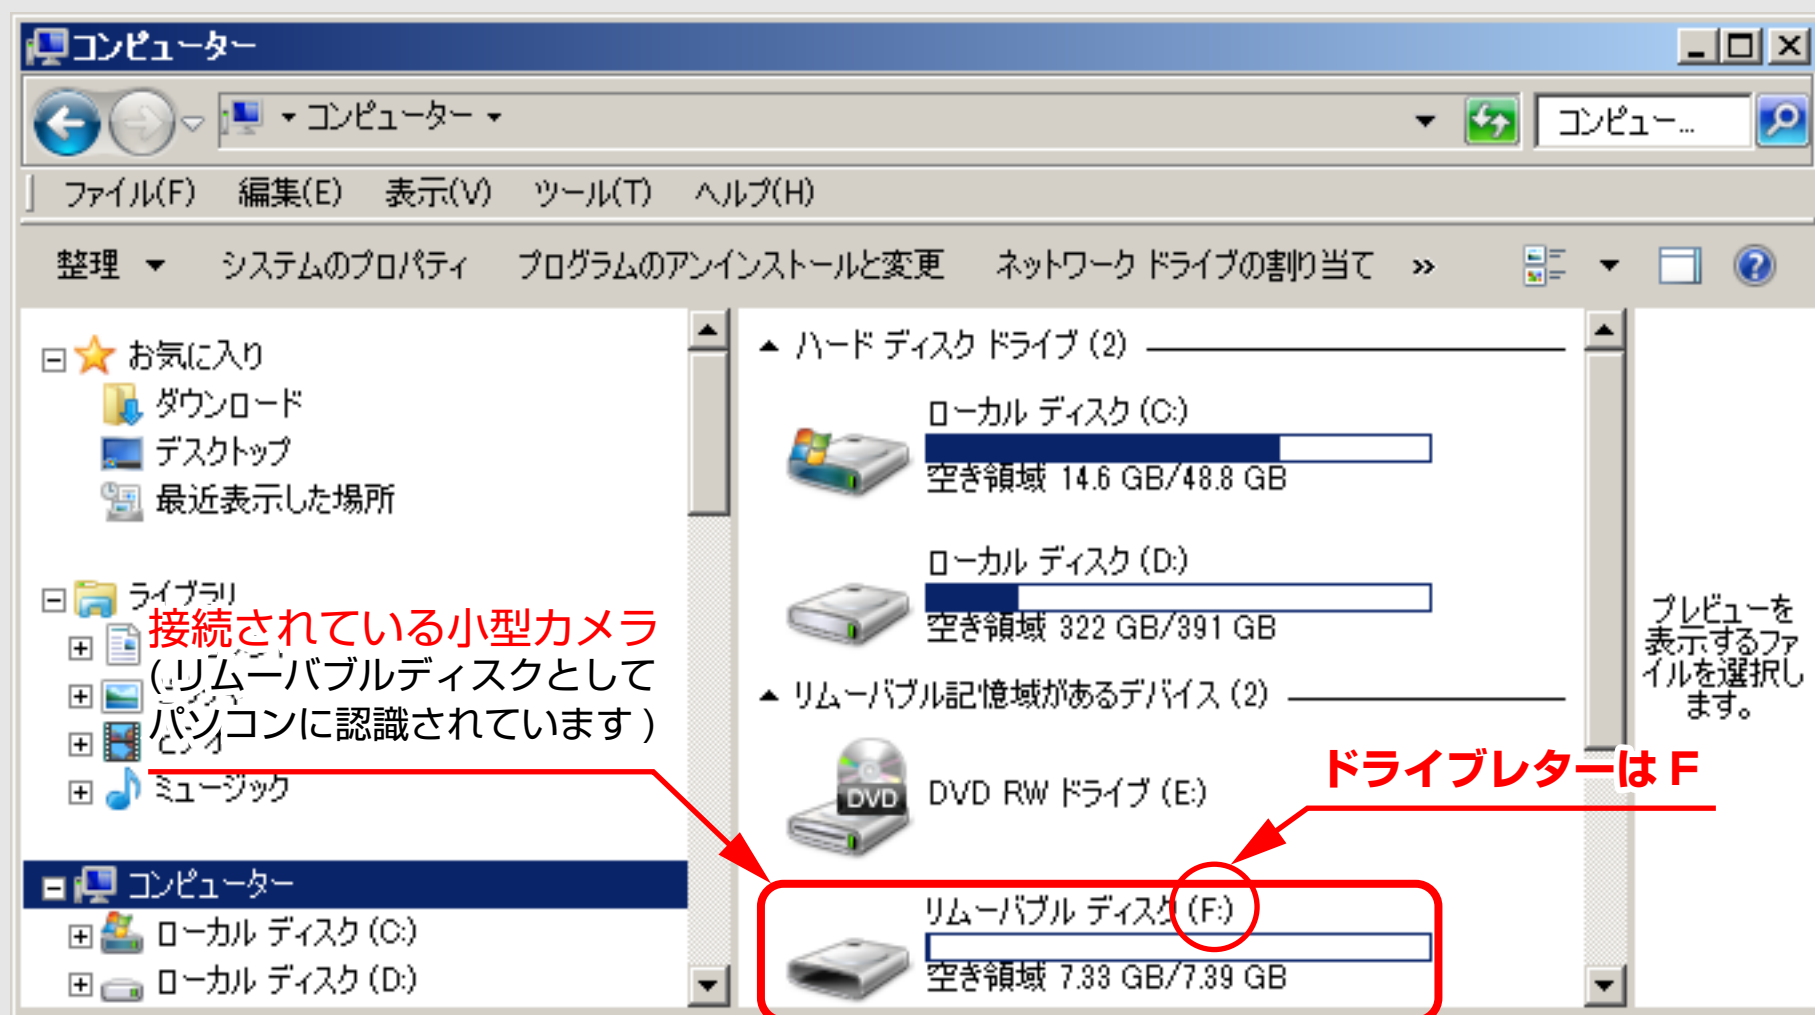 コンピューター
コンピューター
コンピュー...
ファイル(F) 編集(E) 表示(V) ツール(T) ヘルプ(H)
整理 システムのプロパティ プログラムのアンインストールと変更 ネットワーク ドライブの割り当て »
お気に入り
ダウンロード
デスクトップ
最近表示した場所
ライブラリ
接続されている小型カメラ
(リムーバブルディスクとして
パソコンに認識されています)
ミュージック
コンピューター
ローカル ディスク (C:)
ローカル ディスク (D:)
ハード ディスク ドライブ (2)
ローカル ディスク (C:)
空き領域 14.6 GB/48.8 GB
ローカル ディスク (D:)
空き領域 322 GB/391 GB
リムーバブル記憶域があるデバイス (2)
DVD
DVD RW ドライブ (E:)
ドライブレターは F
リムーバブル ディスク (F:)
空き領域 7.33 GB/7.39 GB
プレビューを
表示するファ
イルを選択し
ます。